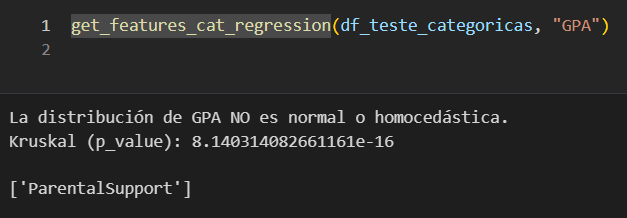 1 get_features_cat_regression(df_teste_categoricas, "GPA")
2
La distribución de GPA NO es normal o homocedástica.
Kruskal (p_value): 8.140314082661161e-16
['ParentalSupport']